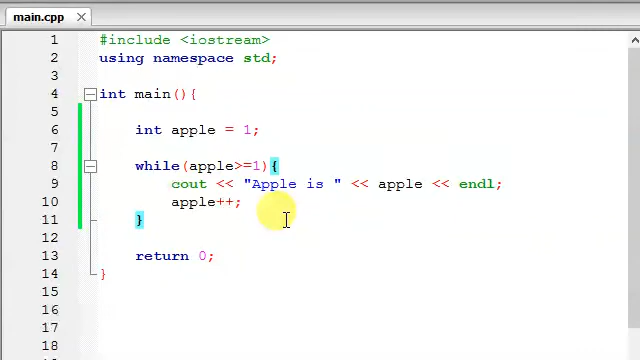 main.cpp
1 #include <iostream>
2 using namespace std;
3
4 int main(){
5
6 int apple = 1;
7
8 while(apple>=1){
9 cout << "Apple is " << apple << endl;
10 apple++;
11 }
12
13 return 0;
14 }
15
16
17
18